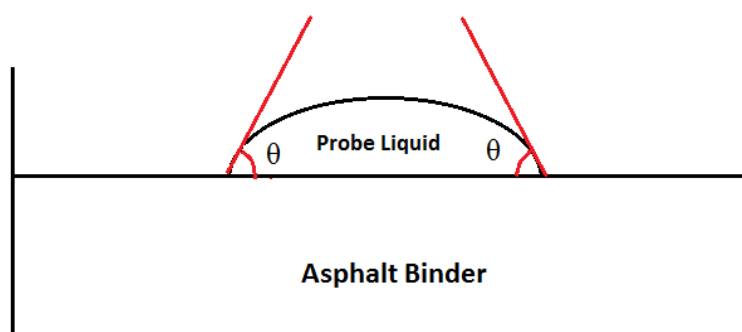 θ
Probe Liquid
θ
Asphalt Binder